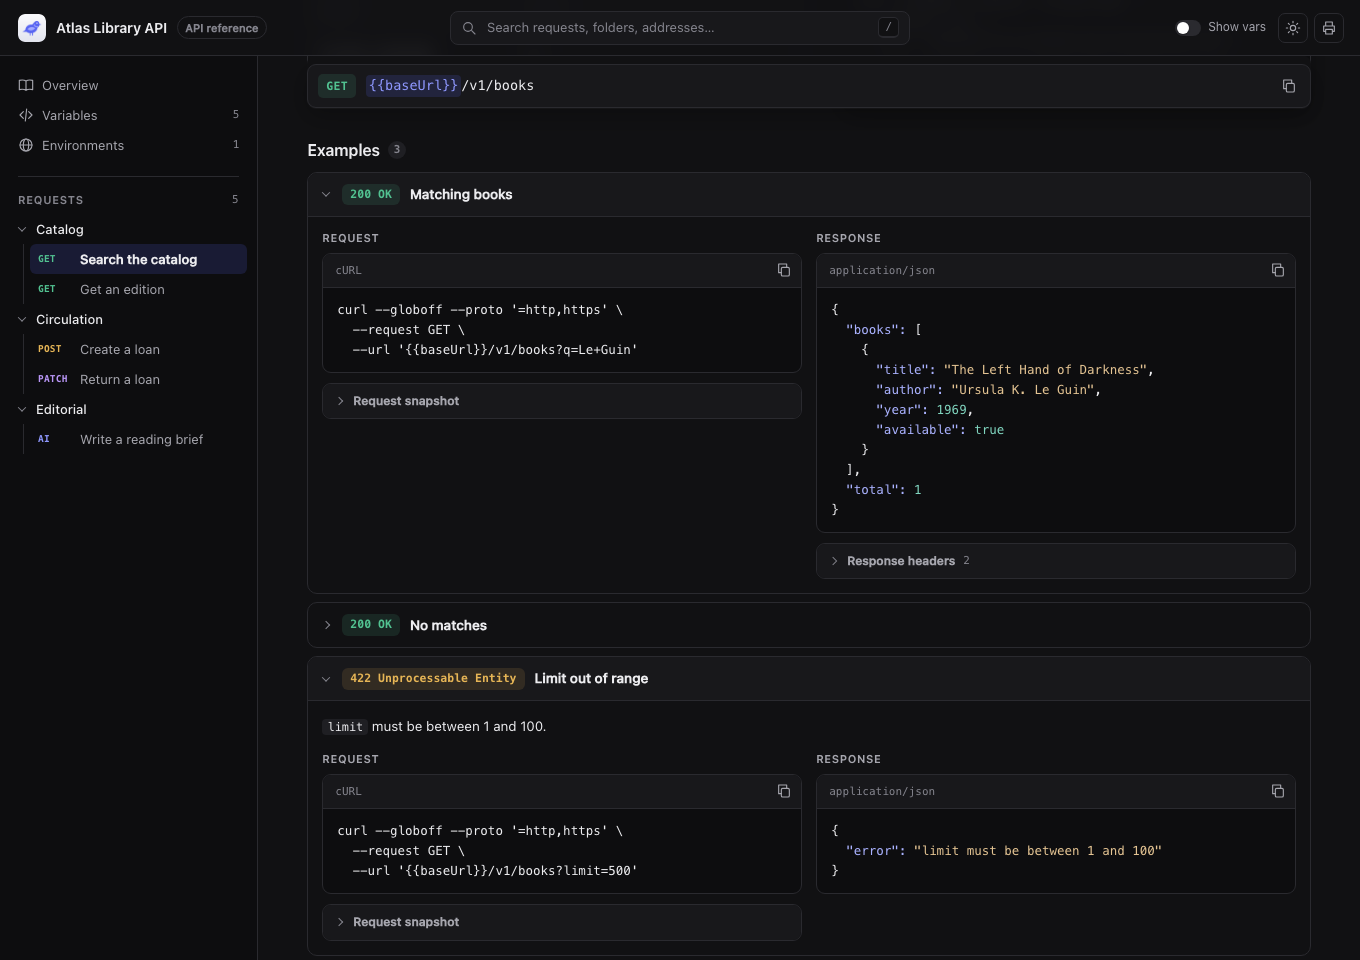 Atlas Library API
API reference
Search requests, folders, addresses...
/
Show vars
Overview
Variables 5
Environments 1
REQUESTS 5
Catalog
GET Search the catalog
GET Get an edition
Circulation
POST Create a loan
PATCH Return a loan
Editorial
AI Write a reading brief
GET {{baseUrl}}/v1/books
Examples 3
200 OK Matching books
REQUEST
cURL
curl --globoff --proto '=http,https' \
  --request GET \
  --url '{{baseUrl}}/v1/books?q=Le+Guin'
Request snapshot
RESPONSE
application/json
{
  "books": [
    {
      "title": "The Left Hand of Darkness",
      "author": "Ursula K. Le Guin",
      "year": 1969,
      "available": true
    }
  ],
  "total": 1
}
Response headers 2
200 OK No matches
422 Unprocessable Entity Limit out of range
limit must be between 1 and 100.
REQUEST
cURL
curl --globoff --proto '=http,https' \
  --request GET \
  --url '{{baseUrl}}/v1/books?limit=500'
Request snapshot
RESPONSE
application/json
{
  "error": "limit must be between 1 and 100"
}